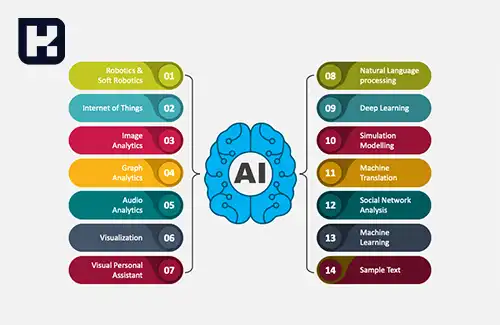 H
Robotics &
Soft Robotics
01
Internet of Things
02
Image
Analytics
03
Graph
Analytics
04
Audio
Analytics
05
Visualization
06
Visual Personal
Assistant
07
AI
08
Natural Language
processing
09
Deep Learning
10
Simulation
Modelling
11
Machine
Translation
12
Social Network
Analysis
13
Machine
Learning
14
Sample Text